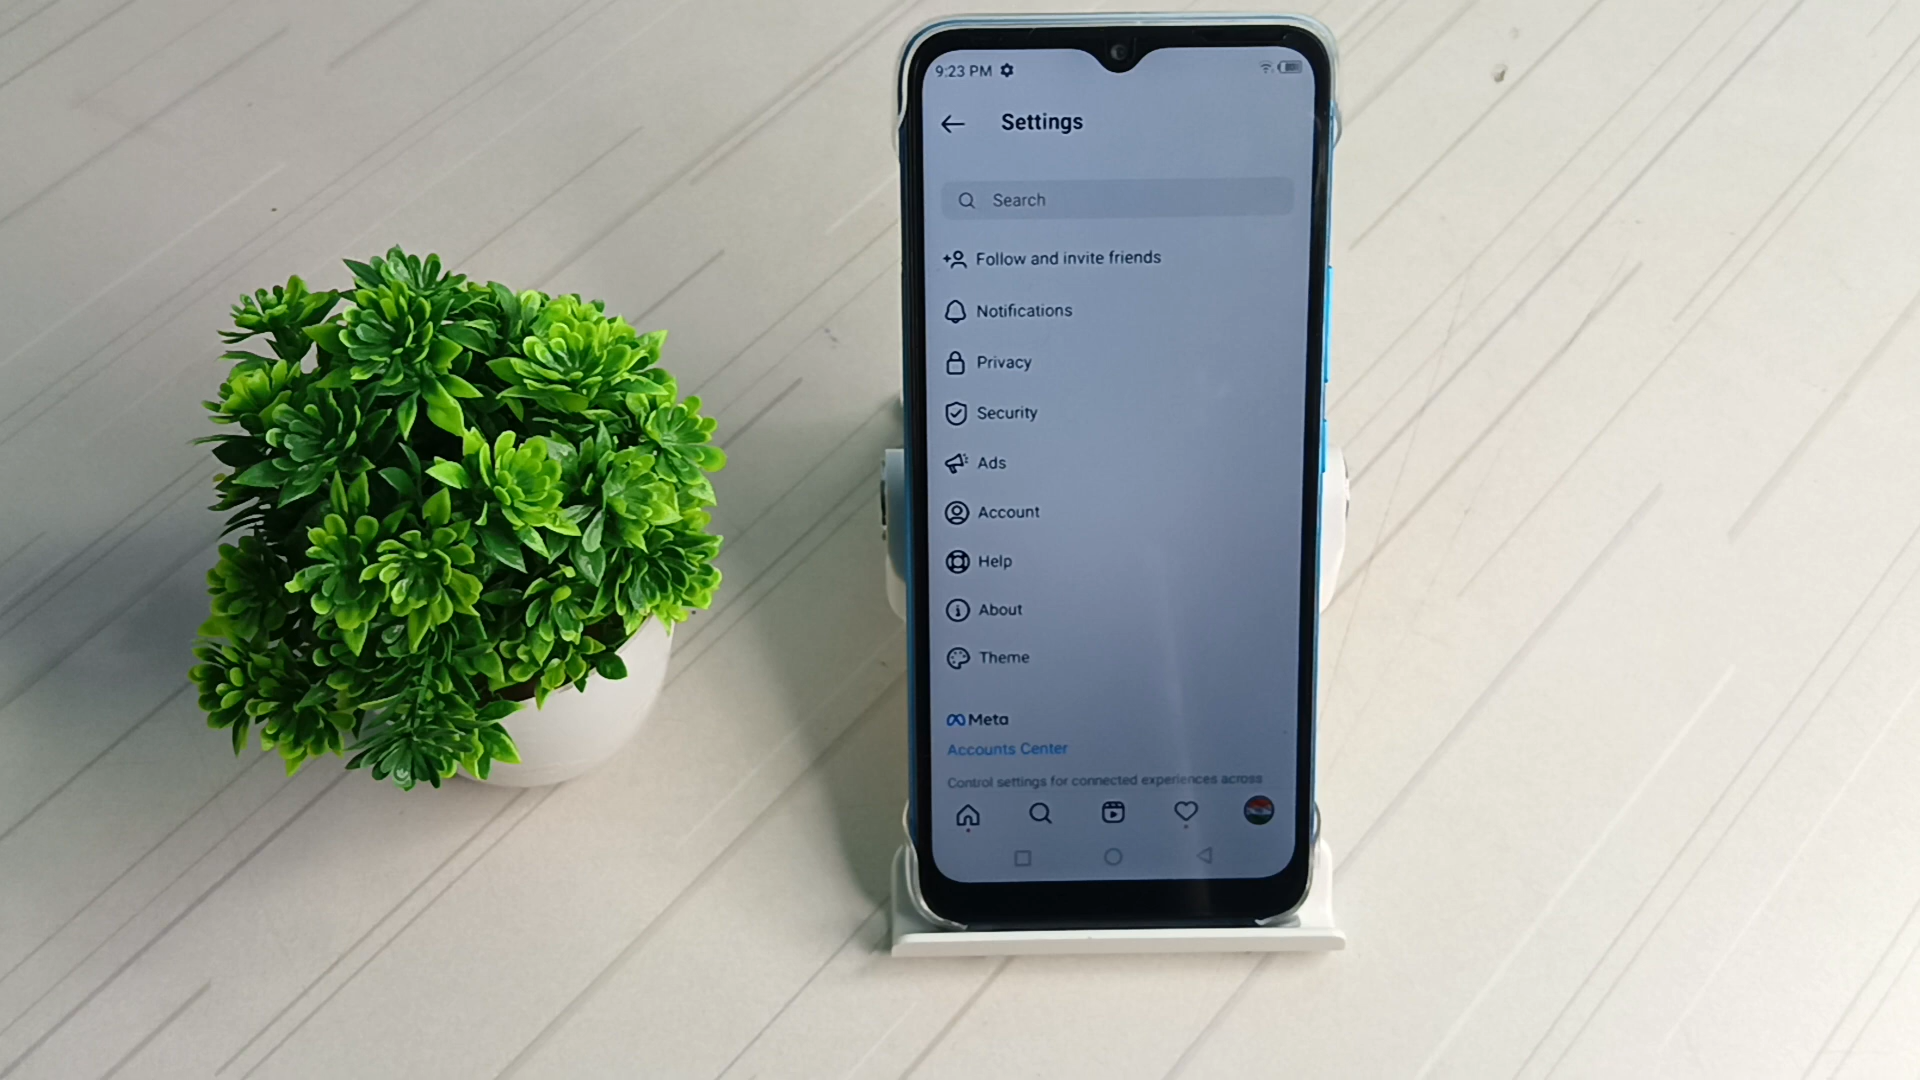 9:23 PM
Settings
Search
Follow and invite friends
Notifications
Privacy
Security
Ads
Account
Help
About
Theme
Meta
Accounts Center
Control settings for connected experiences across